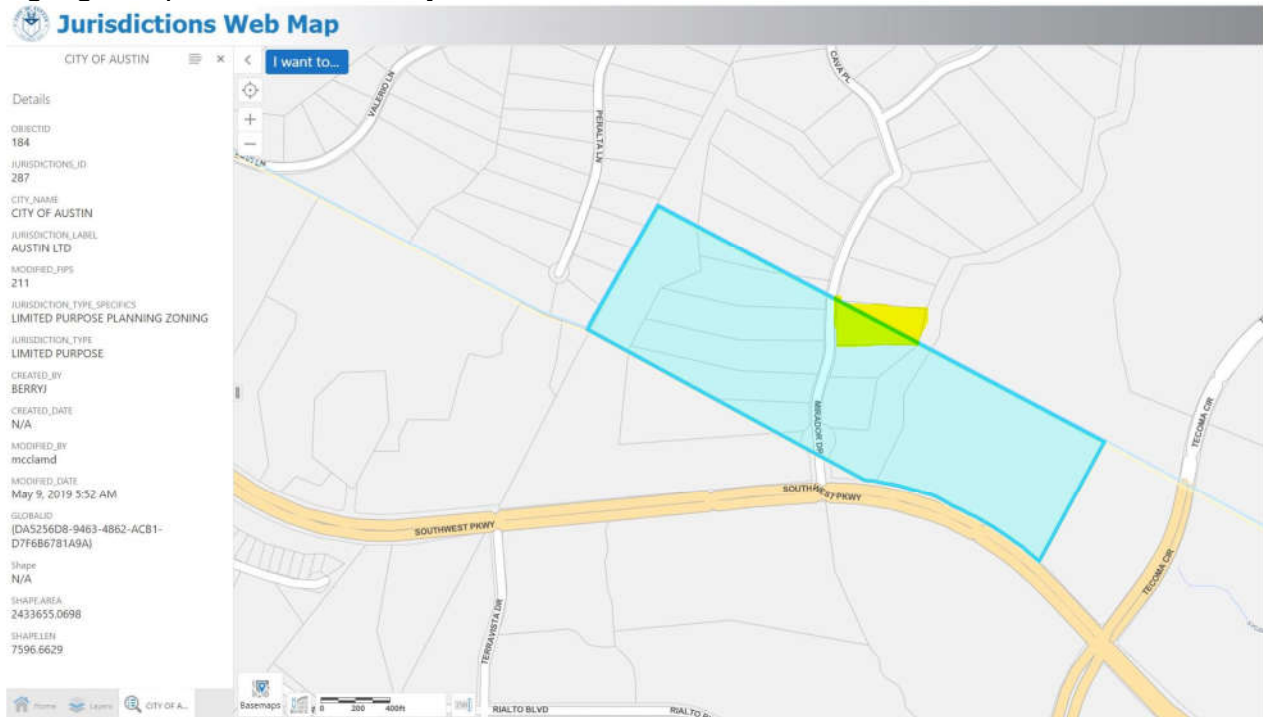 Jurisdictions Web Map
CITY OF AUSTIN
I want to...
Details
OBJECTID
184
JURISDICTIONS_ID
287
CITY_NAME
CITY OF AUSTIN
JURISDICTION_LABEL
AUSTIN LTD
MODIFIED_FIPS
211
JURISDICTION_TYPE_SPECIFICS
LIMITED PURPOSE PLANNING ZONING
JURISDICTION_TYPE
LIMITED PURPOSE
CREATED_BY
BERRYJ
CREATED_DATE
N/A
MODIFIED_BY
mcclamd
MODIFIED_DATE
May 9, 2019 5:52 AM
GLOBALID
{DA5256D8-9463-4862-ACB1-
D7F6B6781A9A}
Shape
N/A
SHAPE.AREA
2433655.0698
SHAPE.LEN
7596.6629
Home
Layers
CITY OF A...
VALERIO LN
PERALTA LN
CAVA PL
MIRADOR DR
SOUTHWEST PKWY
SOUTHWEST PKWY
TECOMA CIR
TECOMA CIR
TERRAVISTA DR
Basemaps
0 200 400ft
RIALTO BLVD
RIALTO